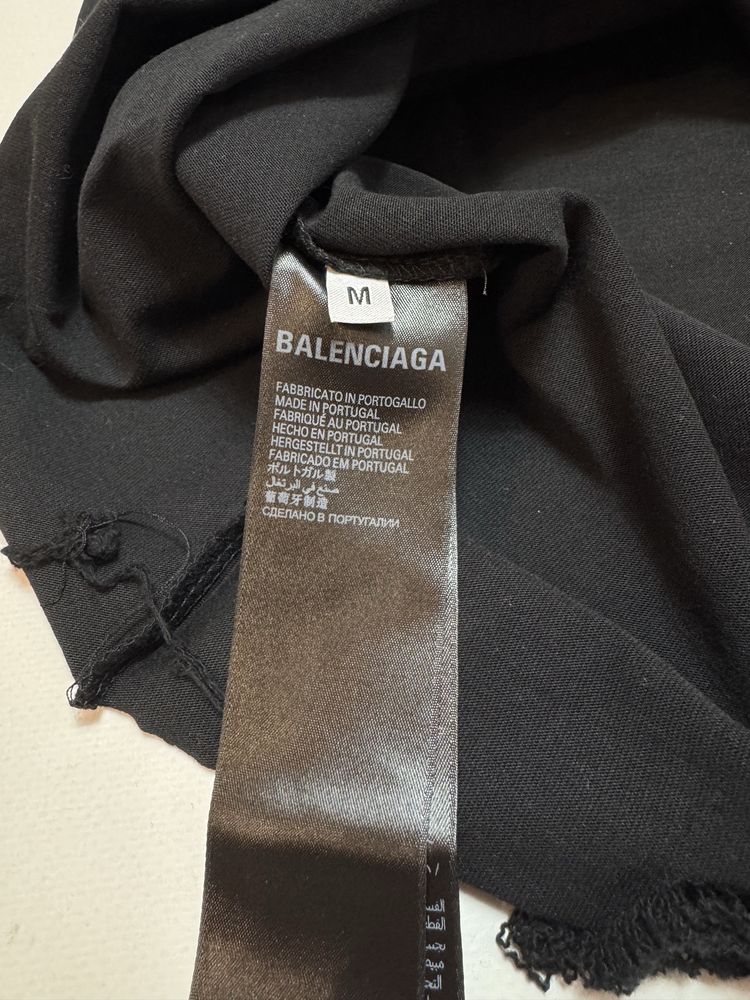 M
BALENCIAGA
FABBRICATO IN PORTOGALLO
MADE IN PORTUGAL
FABRIQUÉ AU PORTUGAL
HECHO EN PORTUGAL
HERGESTELLT IN PORTUGAL
FABRICADO EM PORTUGAL
ポルトガル製
صنع في البرتغال
葡萄牙制造
СДЕЛАНО В ПОРТУГАЛИИ